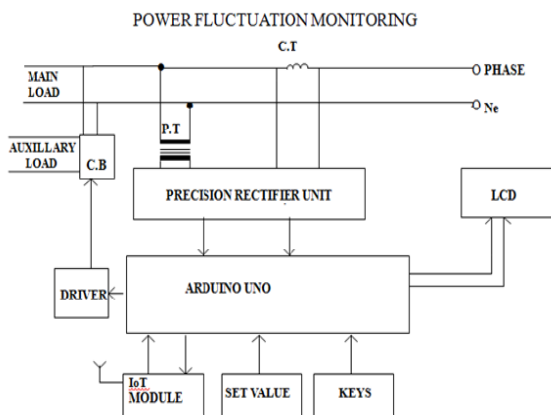 POWER FLUCTUATION MONITORING
C.T
MAIN
LOAD
PHASE
Ne
P.T
AUXILLARY
LOAD
C.B
PRECISION RECTIFIER UNIT
LCD
DRIVER
ARDUINO UNO
IoT
MODULE
SET VALUE
KEYS